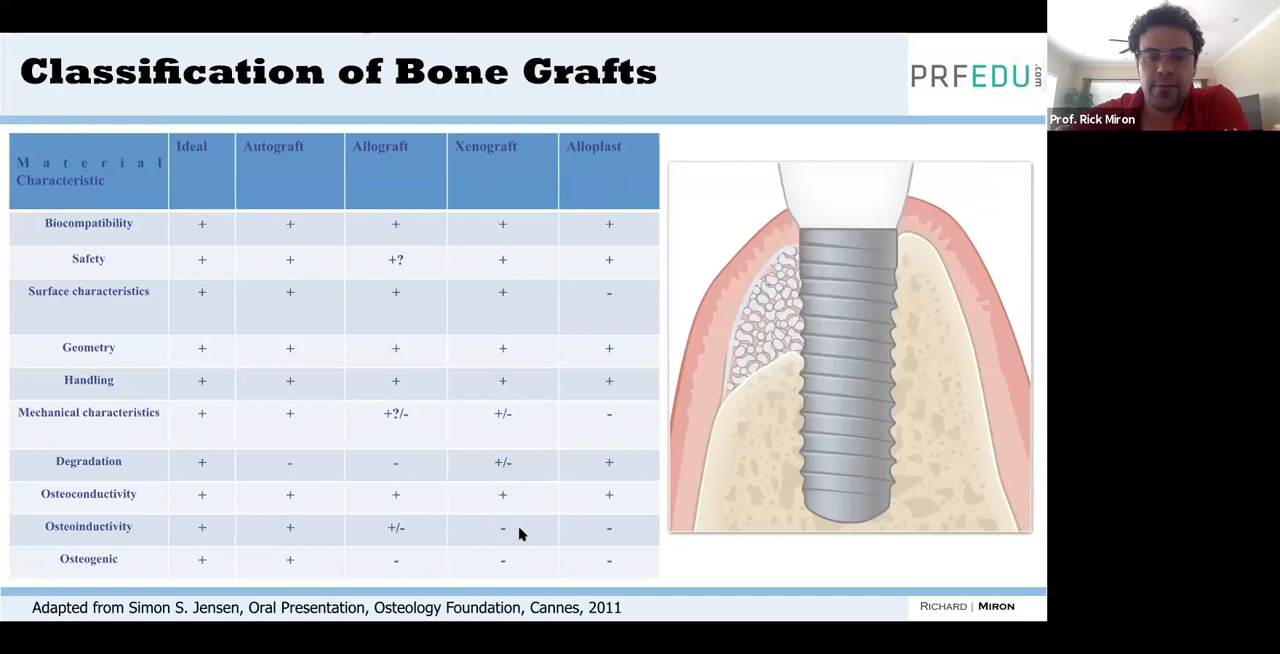 Classification of Bone Grafts
PRFEDU.com
Prof. Rick Miron
Material Characteristic Ideal Autograft Allograft Xenograft Alloplast
Biocompatibility + + + + +
Safety + + +? + +
Surface characteristics + + + + -
Geometry + + + + +
Handling + + + + +
Mechanical characteristics + + +?/- +/- -
Degradation + - - +/- +
Osteoconductivity + + + + +
Osteoinductivity + + +/- - -
Osteogenic + + - - -
Adapted from Simon S. Jensen, Oral Presentation, Osteology Foundation, Cannes, 2011
RICHARD | MIRON